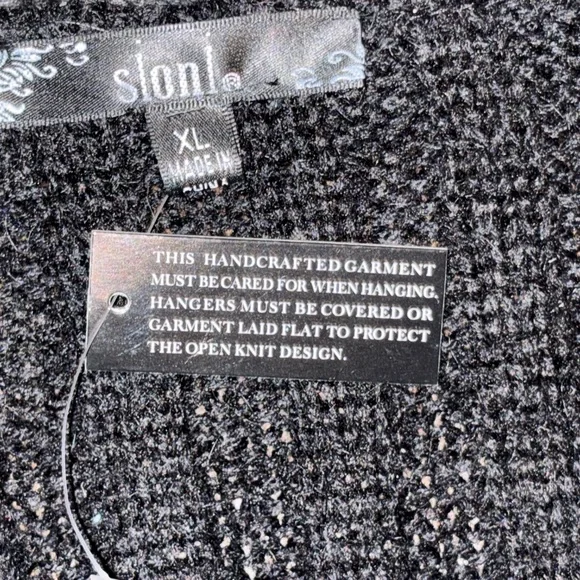 sioni®
XL
MADE IN
CHINA
THIS HANDCRAFTED GARMENT
MUST BE CARED FOR WHEN HANGING.
HANGERS MUST BE COVERED OR
GARMENT LAID FLAT TO PROTECT
THE OPEN KNIT DESIGN.